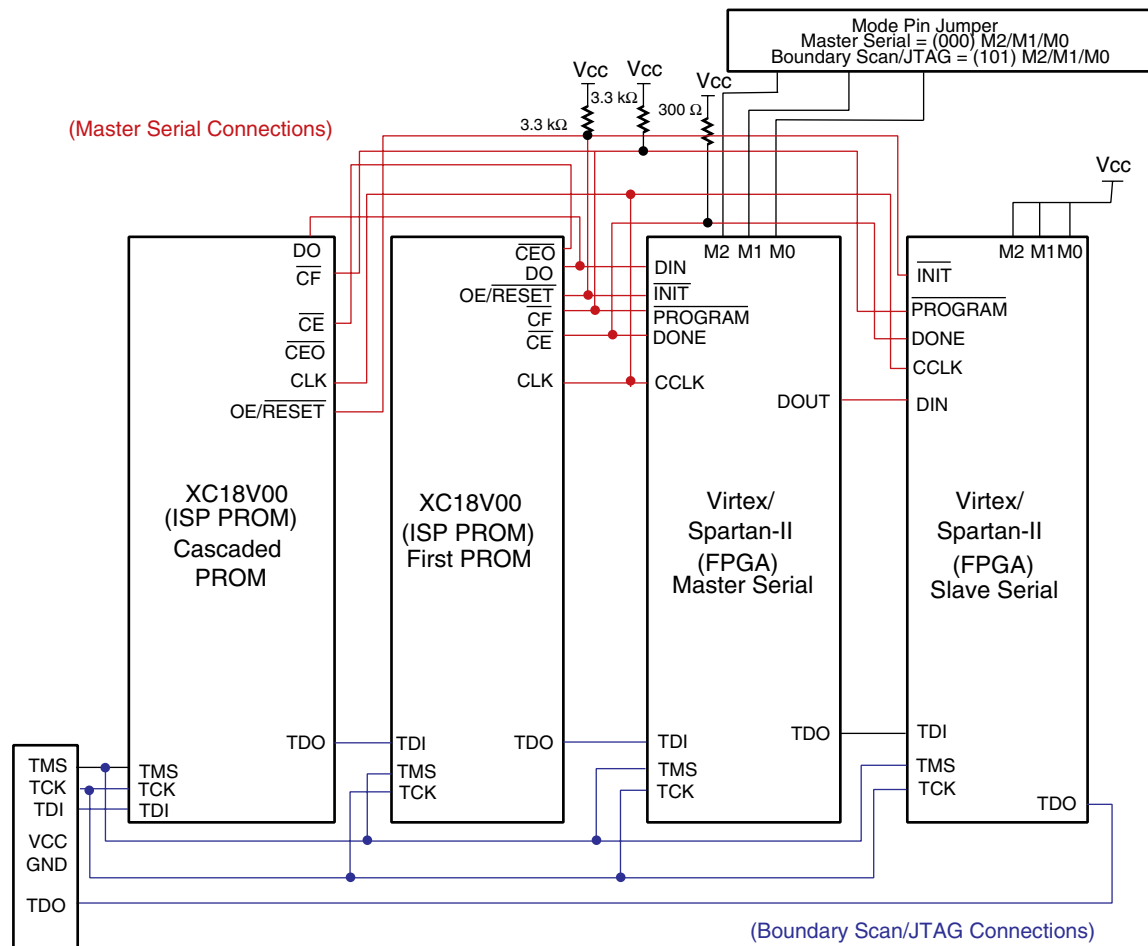 Mode Pin Jumper
Master Serial = (000) M2/M1/M0
Boundary Scan/JTAG = (101) M2/M1/M0
Vcc
Vcc
Vcc
3.3 kΩ
3.3 kΩ
300 Ω
(Master Serial Connections)
Vcc
DO
CF
CE
CEO
CLK
OE/RESET
XC18V00
(ISP PROM)
Cascaded
PROM
TDO
TMS
TCK
TDI
CEO
DO
OE/RESET
CF
CE
CLK
XC18V00
(ISP PROM)
First PROM
TDO
TDI
TMS
TCK
M2 M1 M0
DIN
INIT
PROGRAM
DONE
CCLK
DOUT
Virtex/
Spartan-II
(FPGA)
Master Serial
TDO
TDI
TMS
TCK
M2 M1 M0
INIT
PROGRAM
DONE
CCLK
DIN
Virtex/
Spartan-II
(FPGA)
Slave Serial
TDI
TMS
TCK
TDO
TMS
TCK
TDI
VCC
GND
TDO
(Boundary Scan/JTAG Connections)